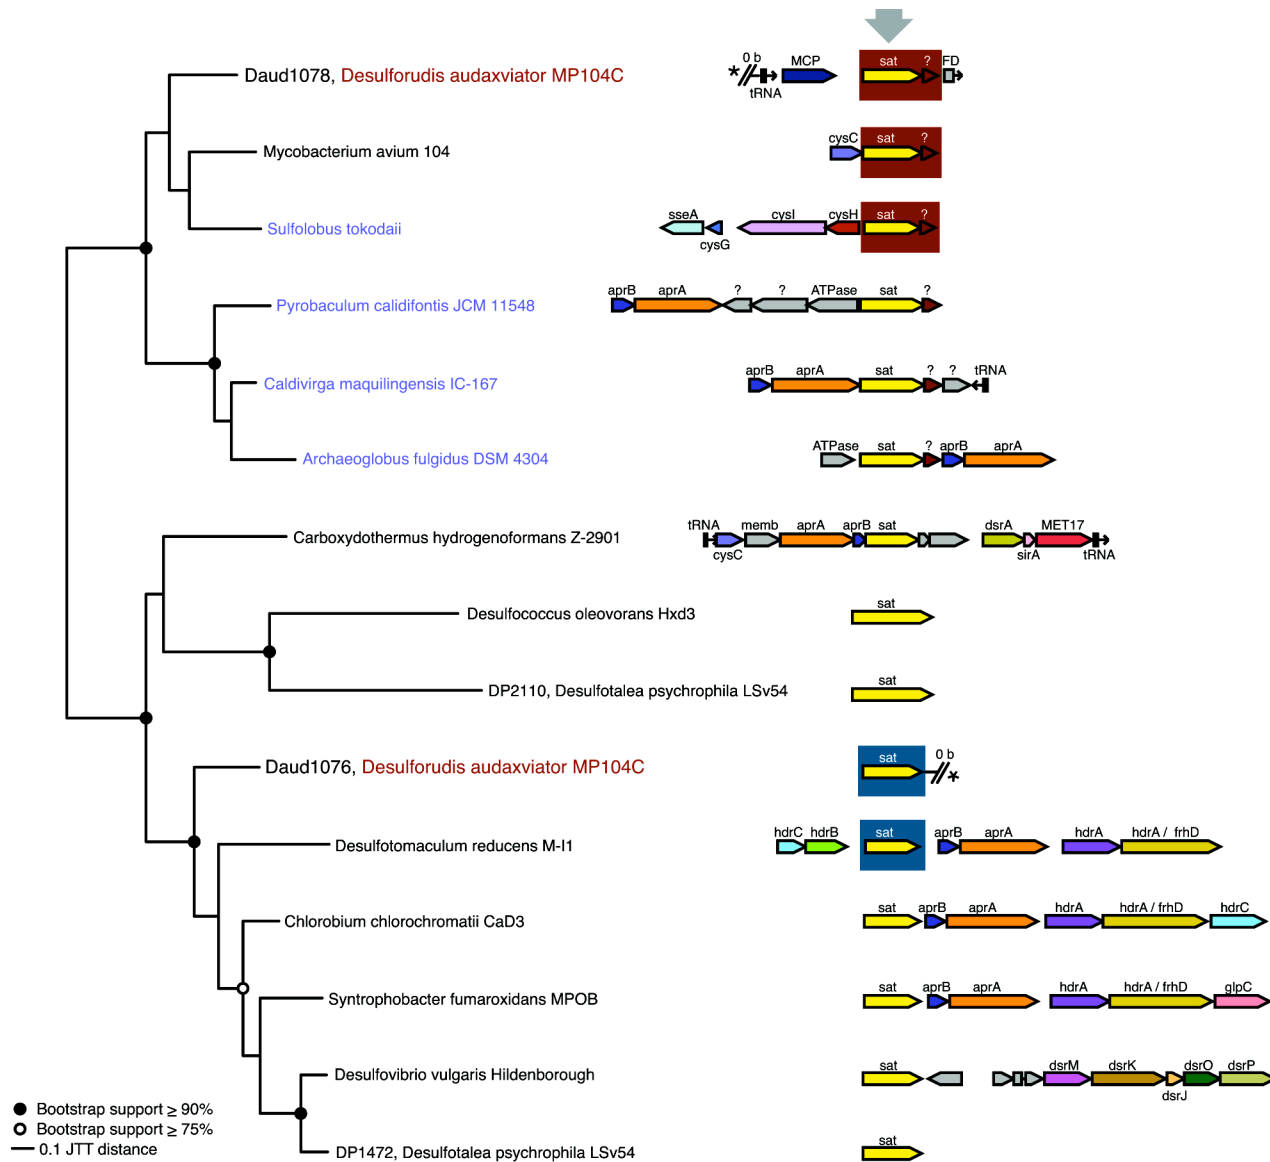 0 b
MCP
sat
?
FD
*
tRNA
Daud1078, Desulforudis audaxviator MP104C
cysC
sat
?
Mycobacterium avium 104
sseA
cysI
cysH
sat
?
cysG
Sulfolobus tokodaii
aprB
aprA
?
?
ATPase
sat
?
Pyrobaculum calidifontis JCM 11548
aprB
aprA
sat
?
?
tRNA
Caldivirga maquilingensis IC-167
ATPase
sat
?
aprB
aprA
Archaeoglobus fulgidus DSM 4304
tRNA
memb
aprA
aprB
sat
dsrA
MET17
cysC
sirA
tRNA
Carboxydothermus hydrogenoformans Z-2901
sat
Desulfococcus oleovorans Hxd3
sat
DP2110, Desulfotalea psychrophila LSv54
sat
0 b
*
Daud1076, Desulforudis audaxviator MP104C
hdrC
hdrB
sat
aprB
aprA
hdrA
hdrA / frhD
Desulfotomaculum reducens M-I1
sat
aprB
aprA
hdrA
hdrA / frhD
hdrC
Chlorobium chlorochromatii CaD3
sat
aprB
aprA
hdrA
hdrA / frhD
glpC
Syntrophobacter fumaroxidans MPOB
sat
dsrM
dsrK
dsrO
dsrP
dsrJ
Desulfovibrio vulgaris Hildenborough
sat
DP1472, Desulfotalea psychrophila LSv54
Bootstrap support ≥ 90%
Bootstrap support ≥ 75%
0.1 JTT distance